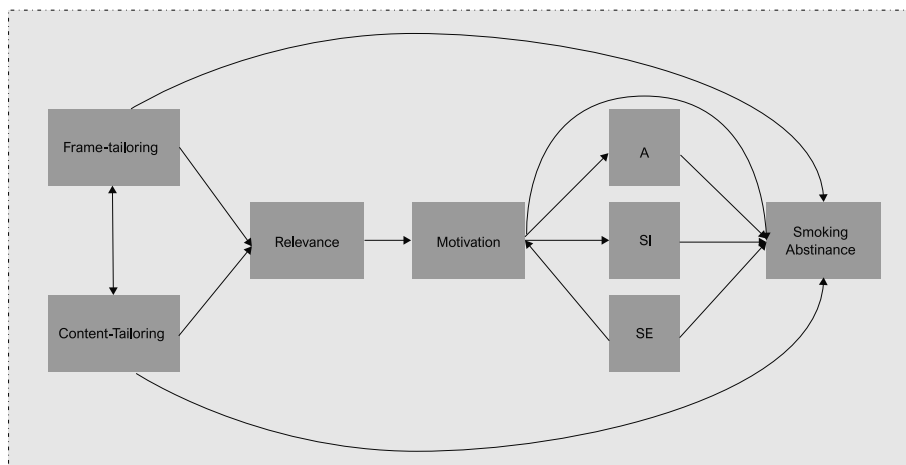 Frame-tailoring
Content-Tailoring
Relevance
Motivation
A
SI
SE
Smoking
Abstinance